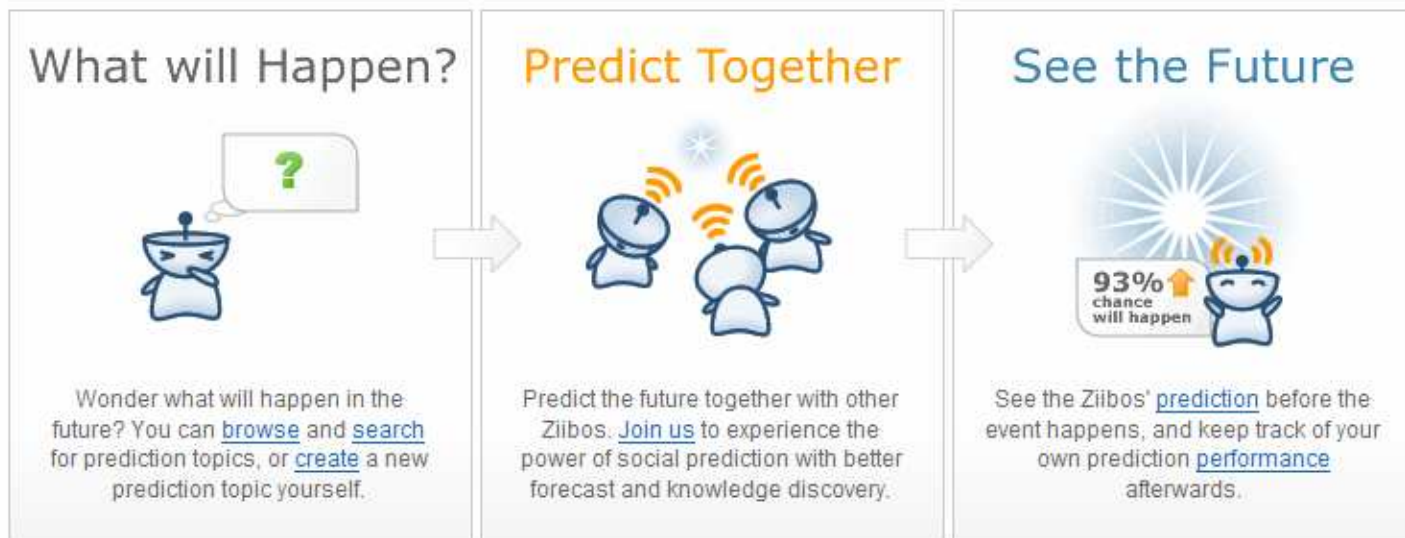 What will Happen?
?
Wonder what will happen in the
future? You can browse and search
for prediction topics, or create a new
prediction topic yourself.
Predict Together
Predict the future together with other
Ziibos. Join us to experience the
power of social prediction with better
forecast and knowledge discovery.
See the Future
93%
chance
will happen
See the Ziibos' prediction before the
event happens, and keep track of your
own prediction performance
afterwards.